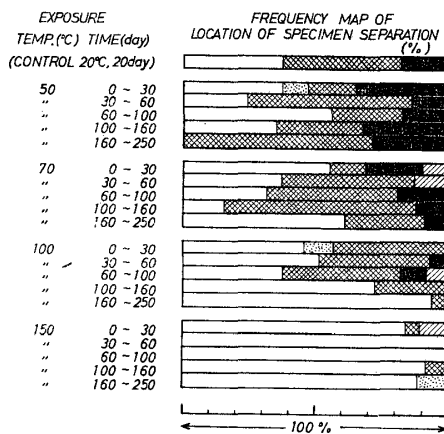 EXPOSURE FREQUENCY MAP OF
TEMP.(°C) TIME(day) LOCATION OF SPECIMEN SEPARATION
(CONTROL 20°C, 20day) (%)
50 0 ~ 30
〃 30 ~ 60
〃 60 ~100
〃 100 ~160
〃 160 ~250
70 0 ~ 30
〃 30 ~ 60
〃 60 ~100
〃 100 ~160
〃 160 ~250
100 0 ~ 30
〃 30 ~ 60
〃 60 ~100
〃 100 ~160
〃 160 ~250
150 0 ~ 30
〃 30 ~ 60
〃 60 ~100
〃 100 ~160
〃 160 ~250
100 %